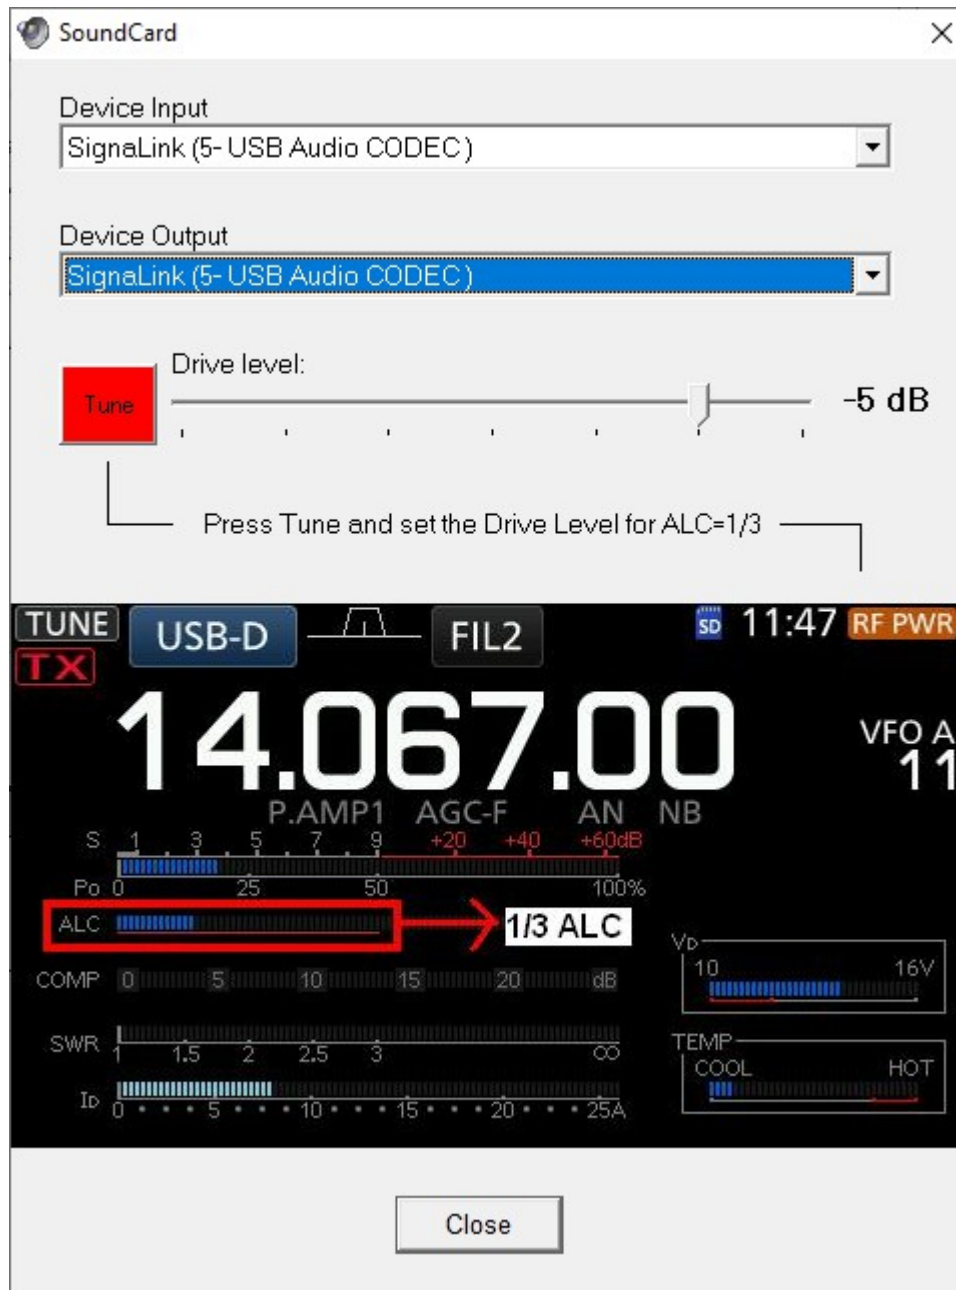 SoundCard
Device Input
SignaLink (5- USB Audio CODEC )
Device Output
SignaLink (5- USB Audio CODEC )
Drive level:
Tune
-5 dB
Press Tune and set the Drive Level for ALC=1/3
TUNE USB-D FIL2 SD 11:47 RF PWR
TX
14.067.00
VFO A
11
P.AMP1 AGC-F AN NB
S 1 3 5 7 9 +20 +40 +60dB
Po 0 25 50 100%
ALC 1/3 ALC
VD
10 16V
COMP 0 5 10 15 20 dB
SWR 1 1.5 2 2.5 3 ∞
TEMP
COOL HOT
ID 0 5 10 15 20 25A
Close